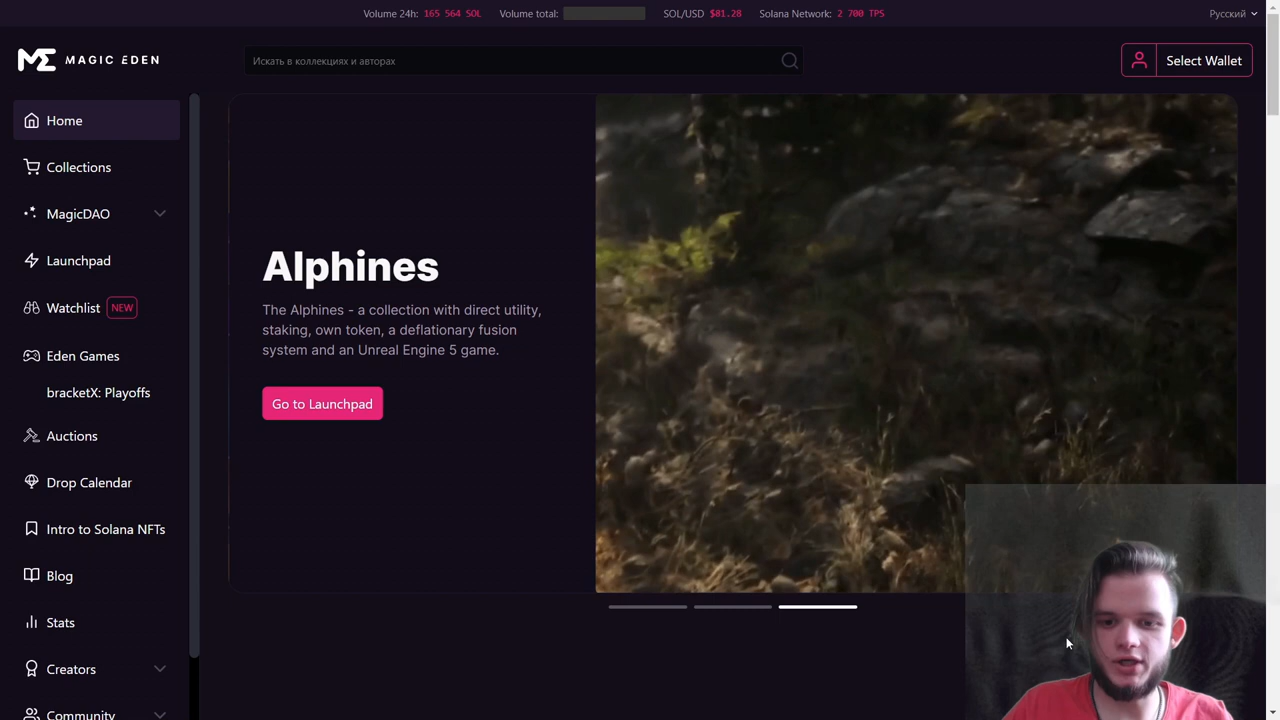 Volume 24h: 165 564 SOL Volume total: SOL/USD $81.28 Solana Network: 2 700 TPS Русский
ME MAGIC EDEN
Искать в коллекциях и авторах
Select Wallet
Home
Collections
MagicDAO
Launchpad
Watchlist NEW
Eden Games
bracketX: Playoffs
Auctions
Drop Calendar
Intro to Solana NFTs
Blog
Stats
Creators
Community
Alphines
The Alphines - a collection with direct utility,
staking, own token, a deflationary fusion
system and an Unreal Engine 5 game.
Go to Launchpad